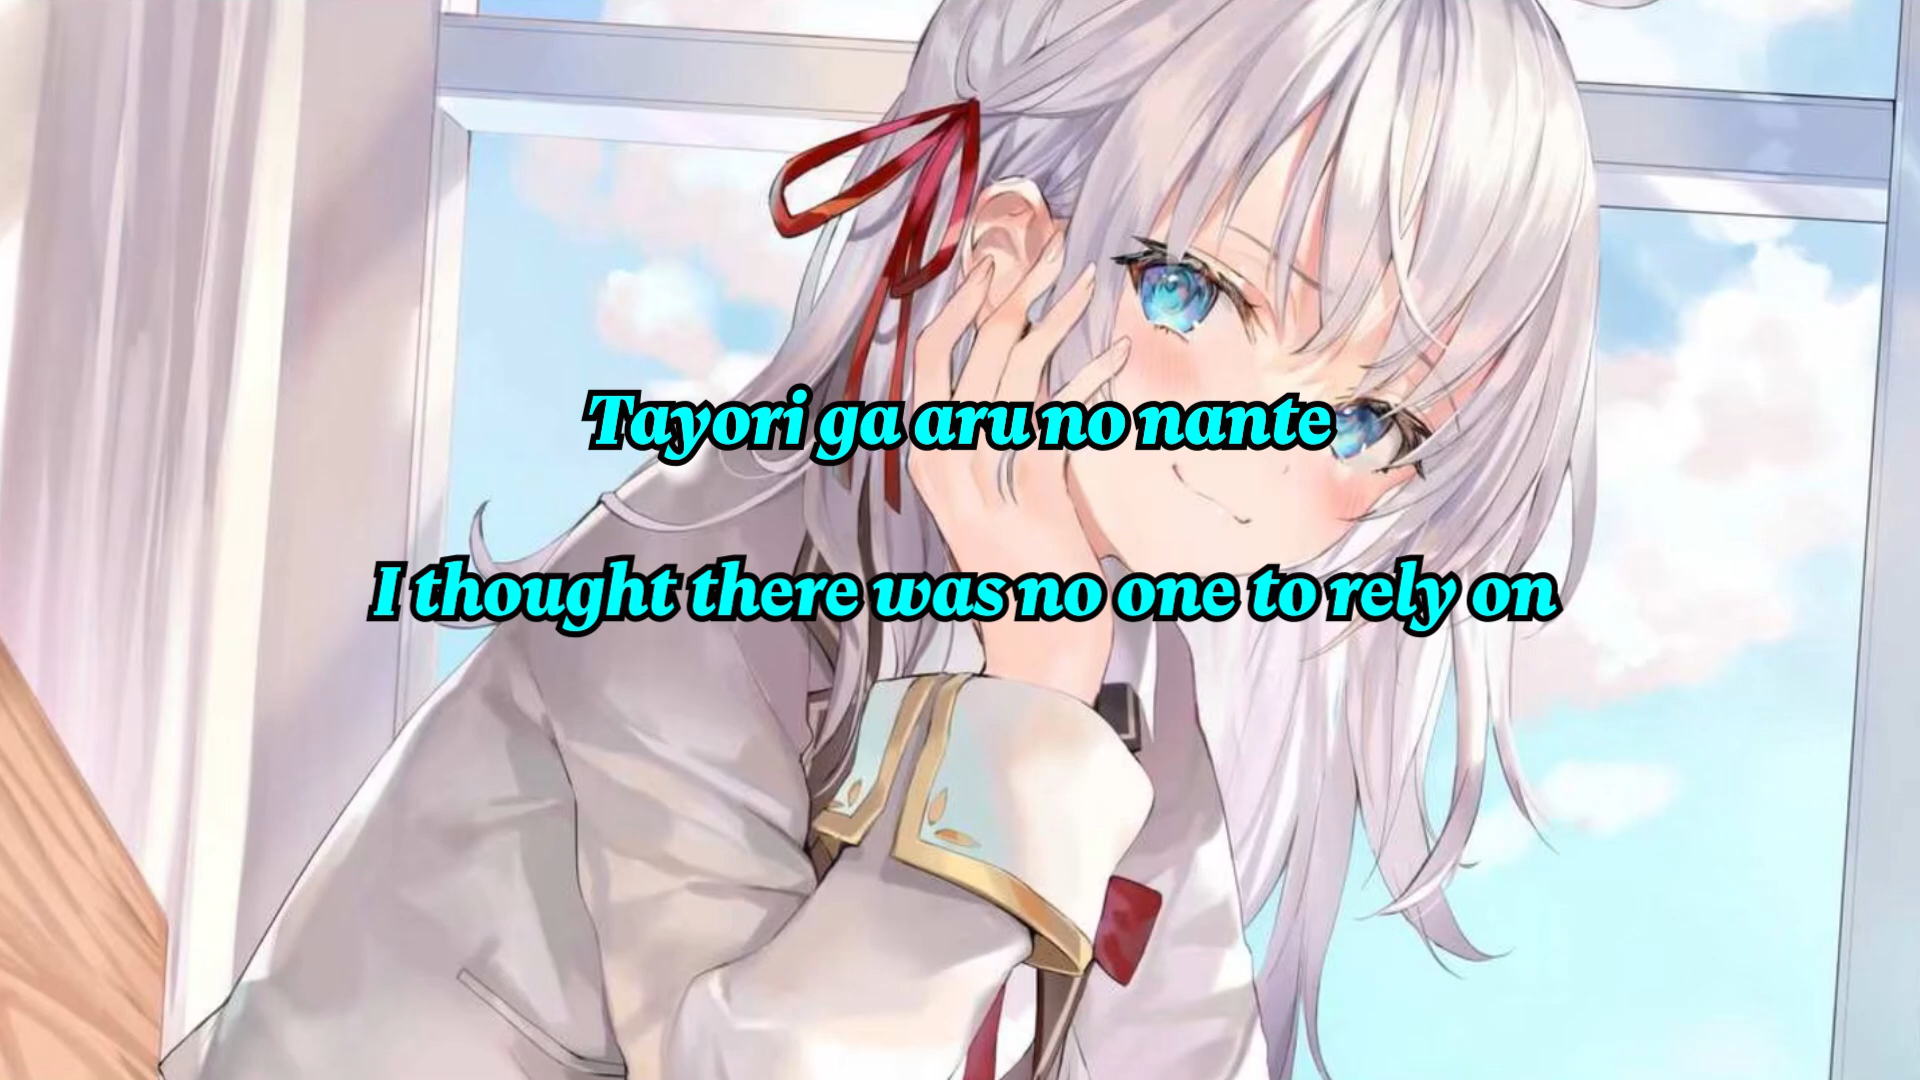 Tayori ga aru no nante
I thought there was no one to rely on